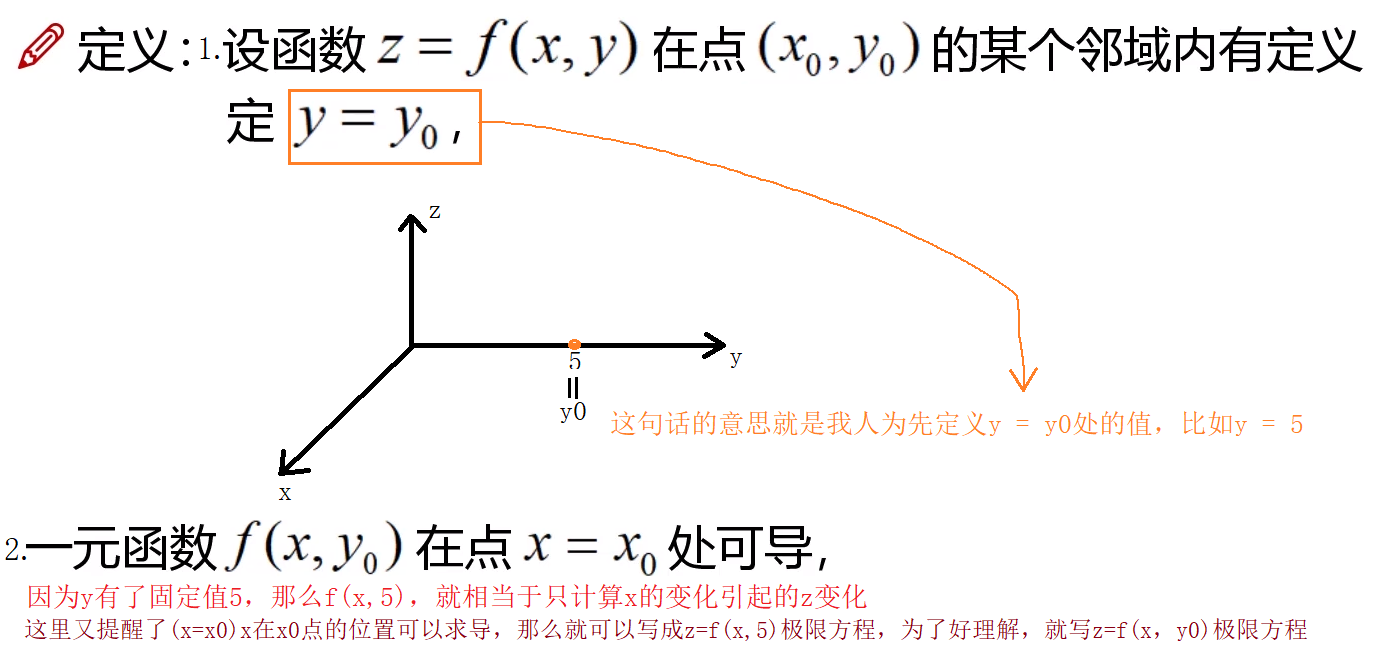 定义：1.设函数 z = f(x, y) 在点 (x₀, y₀) 的某个邻域内有定义
定 y = y₀ ,
z
5
y
=
y0
这句话的意思就是我人为先定义y = y0处的值，比如y = 5
x
2.一元函数 f(x, y₀) 在点 x = x₀ 处可导，
因为y有了固定值5，那么f(x,5)，就相当于只计算x的变化引起的z变化
这里又提醒了(x=x0)x在x0点的位置可以求导，那么就可以写成z=f(x,5)极限方程，为了好理解，就写z=f(x，y0)极限方程